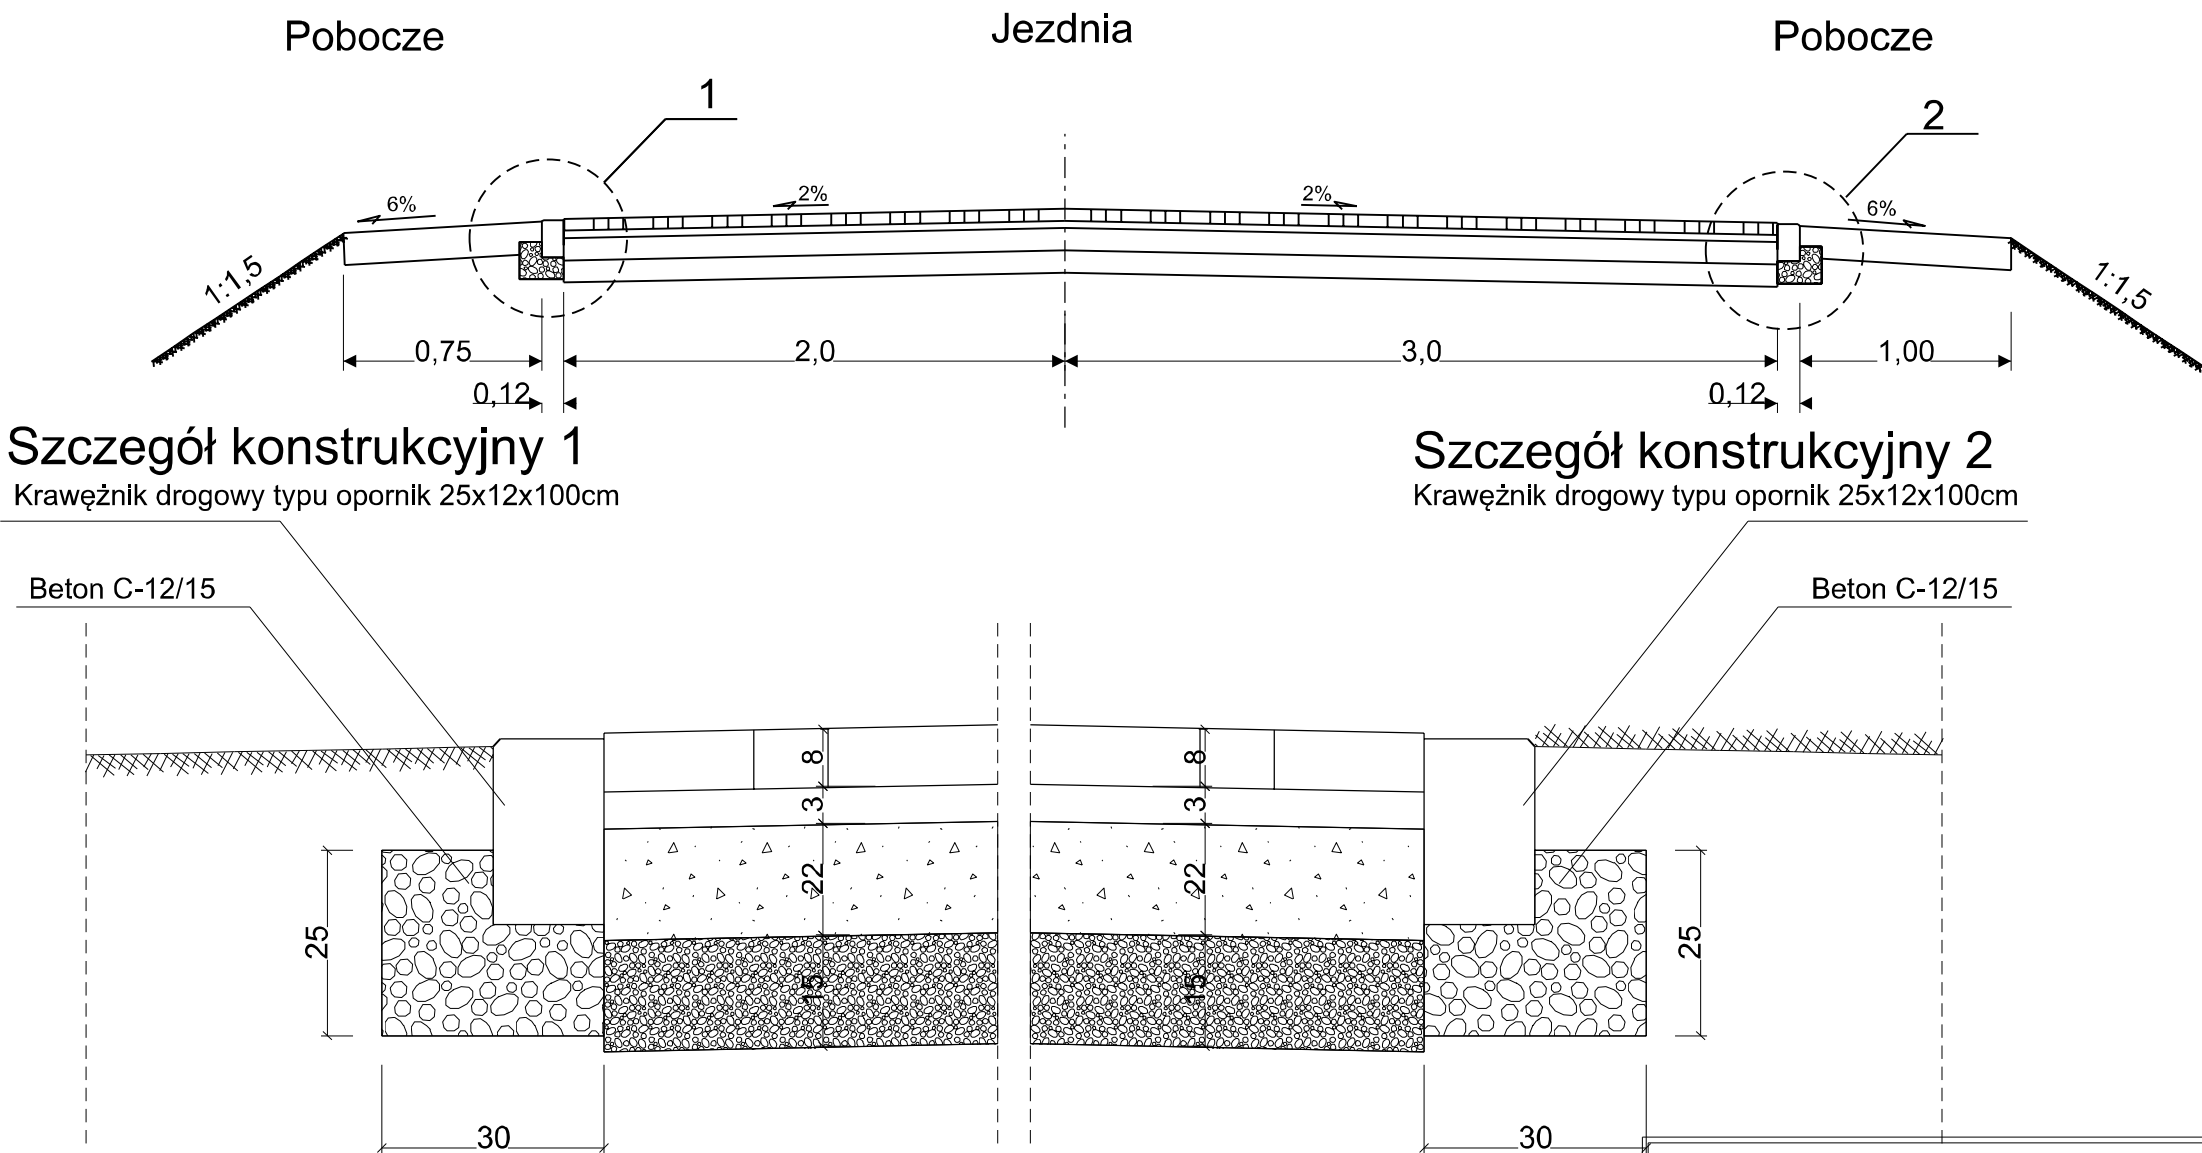 Pobocze Jezdnia Pobocze
1
2
6% 2% 2% 6%
1:1,5 1:1,5
0,75 2,0 3,0 1,00
0,12 0,12
Szczegół konstrukcyjny 1
Krawężnik drogowy typu opornik 25x12x100cm
Beton C-12/15
Szczegół konstrukcyjny 2
Krawężnik drogowy typu opornik 25x12x100cm
Beton C-12/15
8 8
3 3
22 22
25 25
15 15
30 30